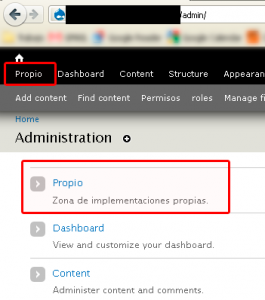 /admin/
Propio Dashboard Content Structure Appearan
Add content Find content Permisos roles Manage fi
Home
Administration
Propio
Zona de implementaciones propias.
Dashboard
View and customize your dashboard.
Content
Administer content and comments.